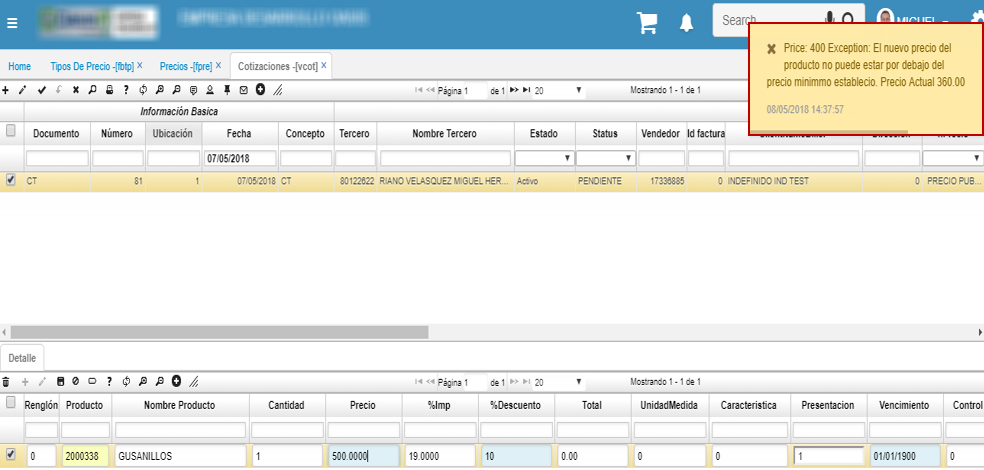 Search
MIGUEL
Price: 400 Exception: El nuevo precio del
producto no puede estar por debajo del
precio minimmo establecio. Precio Actual 360.00
08/05/2018 14:37:57
Home Tipos De Precio -[fbtp] X Precios -[fpre] X Cotizaciones -[vcot] X
Página 1 de 1 20 Mostrando 1 - 1 de 1
Información Basica
Documento Número Ubicación Fecha Concepto Tercero Nombre Tercero Estado Status Vendedor Id factura
07/05/2018
CT 81 1 07/05/2018 CT 80122622 RIANO VELASQUEZ MIGUEL HER... Activo PENDIENTE 17336885 0 INDEFINIDO IND TEST 0 PRECIO PUB...
Detalle
Página 1 de 1 20 Mostrando 1 - 1 de 1
Renglón Producto Nombre Producto Cantidad Precio %Imp %Descuento Total UnidadMedida Caracteristica Presentacion Vencimiento Control
0 2000338 GUSANILLOS 1 500.0000 19.0000 10 0.00 0 0 1 01/01/1900 0